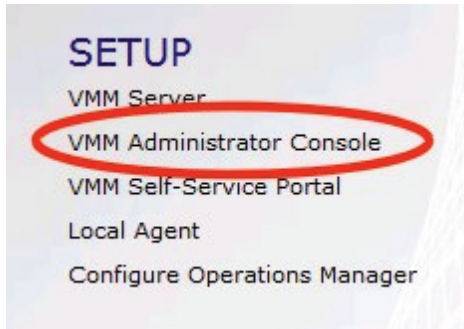 SETUP
VMM Server
VMM Administrator Console
VMM Self-Service Portal
Local Agent
Configure Operations Manager